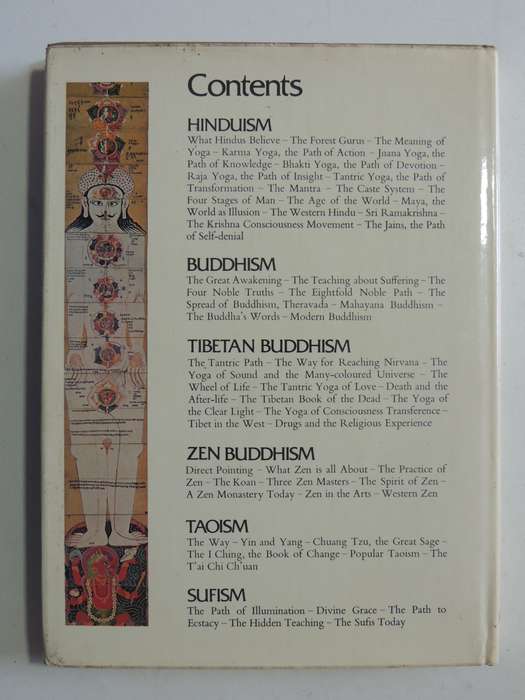 Contents
HINDUISM
What Hindus Believe – The Forest Gurus – The Meaning of
Yoga – Karma Yoga, the Path of Action – Jnana Yoga, the
Path of Knowledge – Bhakti Yoga, the Path of Devotion –
Raja Yoga, the Path of Insight – Tantric Yoga, the Path of
Transformation – The Mantra – The Caste System – The
Four Stages of Man – The Age of the World – Maya, the
World as Illusion – The Western Hindu – Sri Ramakrishna –
The Krishna Consciousness Movement – The Jains, the Path
of Self-denial
BUDDHISM
The Great Awakening – The Teaching about Suffering – The
Four Noble Truths – The Eightfold Noble Path – The
Spread of Buddhism, Theravada – Mahayana Buddhism –
The Buddha's Words – Modern Buddhism
TIBETAN BUDDHISM
The Tantric Path – The Way for Reaching Nirvana – The
Yoga of Sound and the Many-coloured Universe – The
Wheel of Life – The Tantric Yoga of Love – Death and the
After-life – The Tibetan Book of the Dead – The Yoga of
the Clear Light – The Yoga of Consciousness Transference –
Tibet in the West – Drugs and the Religious Experience
ZEN BUDDHISM
Direct Pointing – What Zen is all About – The Practice of
Zen – The Koan – Three Zen Masters – The Spirit of Zen –
A Zen Monastery Today – Zen in the Arts – Western Zen
TAOISM
The Way – Yin and Yang – Chuang Tzu, the Great Sage –
The I Ching, the Book of Change – Popular Taoism – The
T'ai Chi Ch'uan
SUFISM
The Path of Illumination – Divine Grace – The Path to
Ecstacy – The Hidden Teaching – The Sufis Today